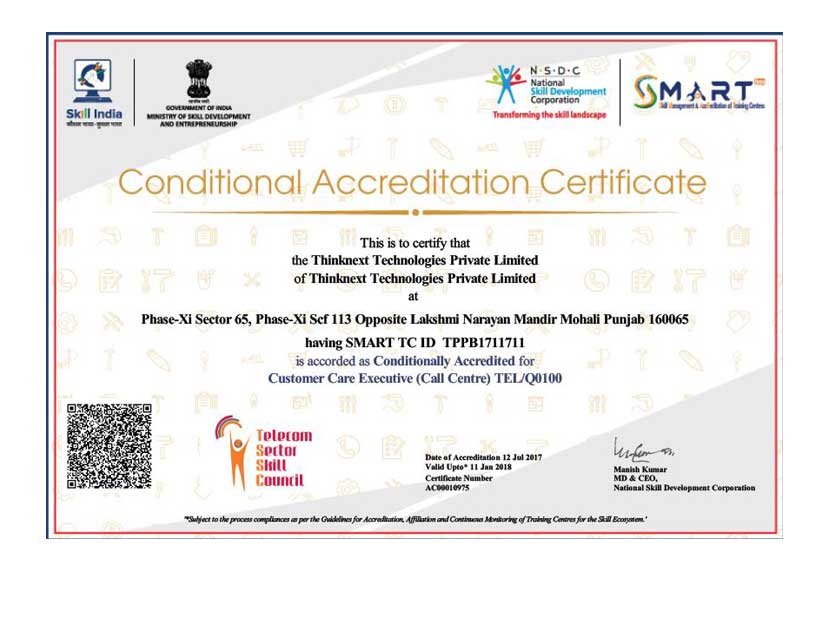 Skill India
कौशल भारत-कुशल भारत
GOVERNMENT OF INDIA
MINISTRY OF SKILL DEVELOPMENT
AND ENTREPRENEURSHIP
N·S·D·C
National
Skill Development
Corporation
Transforming the skill landscape
SMART
Skill Management & Accreditation of Training Centres
Conditional Accreditation Certificate
This is to certify that
the Thinknext Technologies Private Limited
of Thinknext Technologies Private Limited
at
Phase-Xi Sector 65, Phase-Xi Scf 113 Opposite Lakshmi Narayan Mandir Mohali Punjab 160065
having SMART TC ID TPPB1711711
is accorded as Conditionally Accredited for
Customer Care Executive (Call Centre) TEL/Q0100
Telecom
Sector
Skill
Council
Date of Accreditation 12 Jul 2017
Valid Upto* 11 Jan 2018
Certificate Number
AC00010975
Manish Kumar
MD & CEO,
National Skill Development Corporation
"*Subject to the process compliances as per the Guidelines for Accreditation, Affiliation and Continuous Monitoring of Training Centres for the Skill Ecosystem."